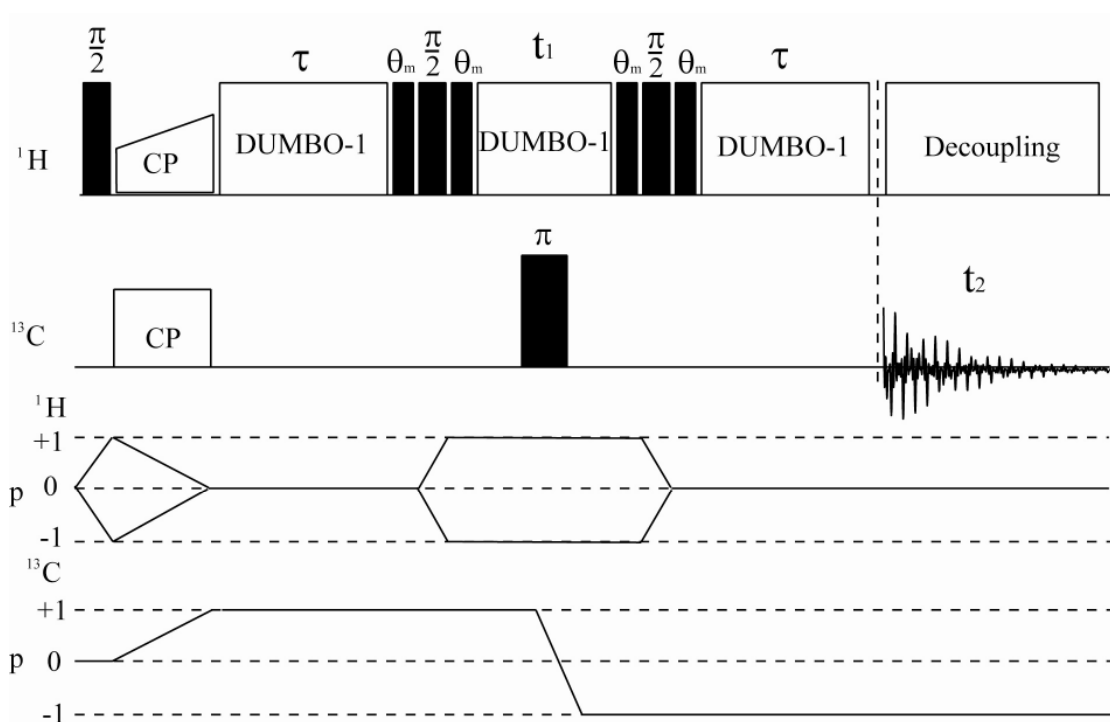 π/2 τ θm π/2 θm t1 θm π/2 θm τ
¹H CP DUMBO-1 DUMBO-1 DUMBO-1 Decoupling
π
t2
¹³C CP
¹H
+1
p 0
-1
¹³C
+1
p 0
-1